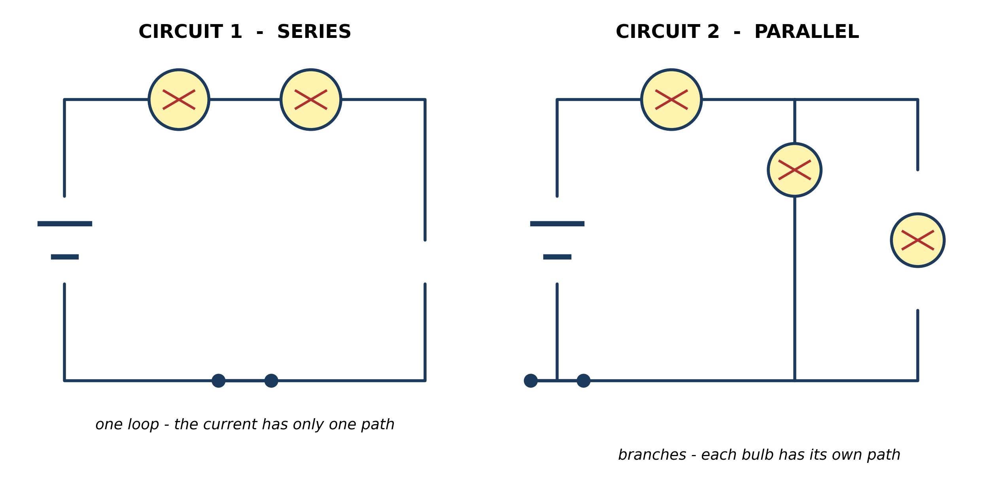 CIRCUIT 1 - SERIES
CIRCUIT 2 - PARALLEL
one loop - the current has only one path
branches - each bulb has its own path